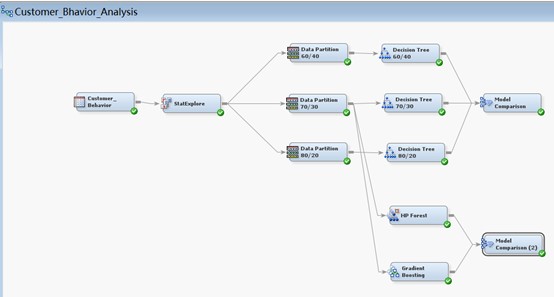 Customer_Bhavior_Analysis
Data Partition
60/40
Decision Tree
60/40
Customer_
Behavior
StatExplore
Data Partition
70/30
Decision Tree
70/30
Model
Comparison
Data Partition
80/20
Decision Tree
80/20
HP Forest
Model
Comparison (2)
Gradient
Boosting